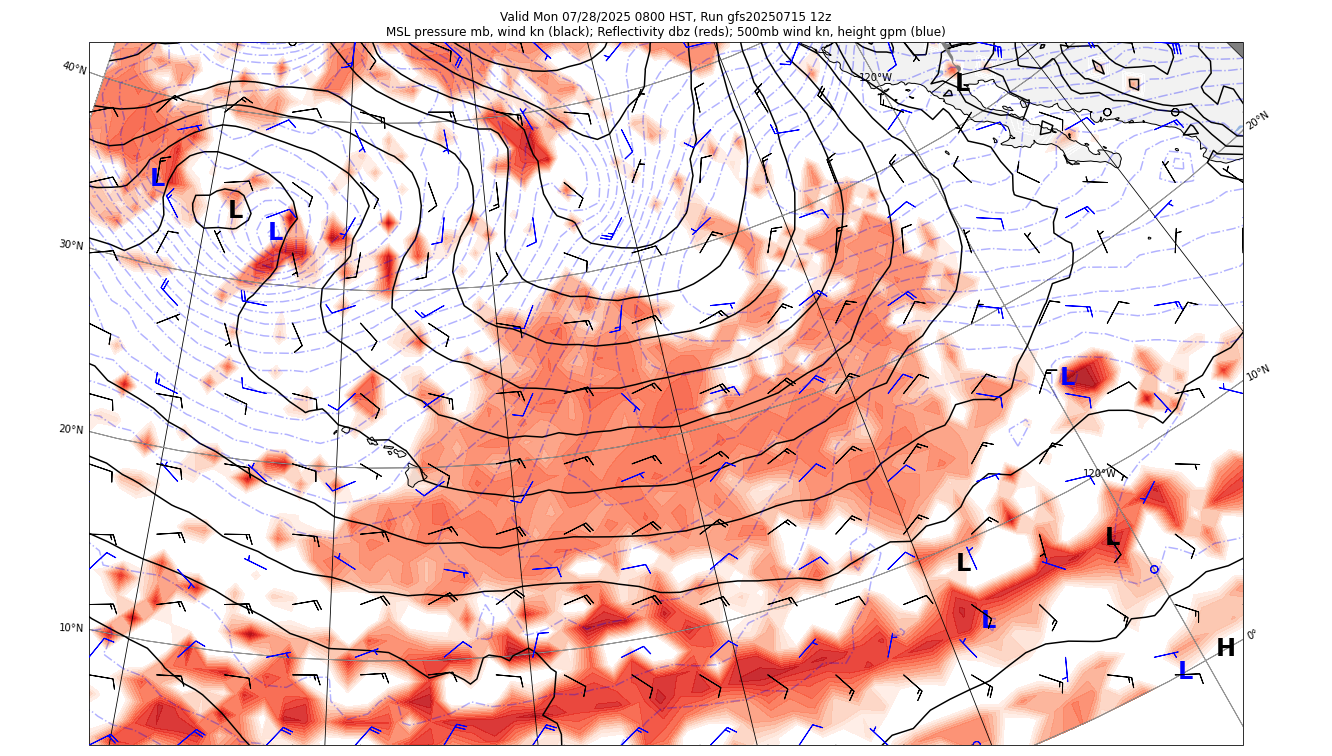 Valid Mon 07/28/2025 0800 HST, Run gfs20250715 12z
MSL pressure mb, wind kn (black); Reflectivity dbz (reds); 500mb wind kn, height gpm (blue)
40°N
120°W
L
20°N
L
L
L
30°N
L
10°N
20°N
120°W
L
L
10°N
L
0°
H
L